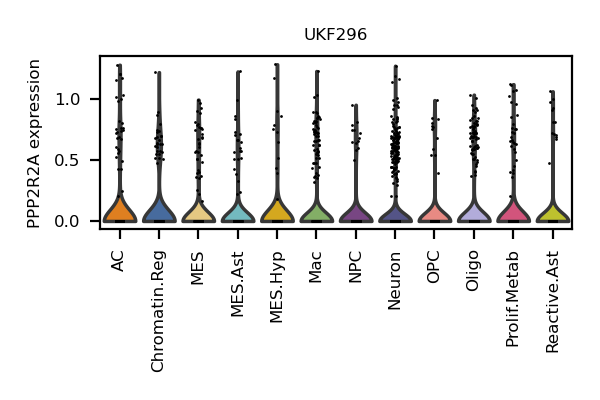 UKF296
PPP2R2A expression
1.0
0.5
0.0
AC
Chromatin.Reg
MES
MES.Ast
MES.Hyp
Mac
NPC
Neuron
OPC
Oligo
Prolif.Metab
Reactive.Ast